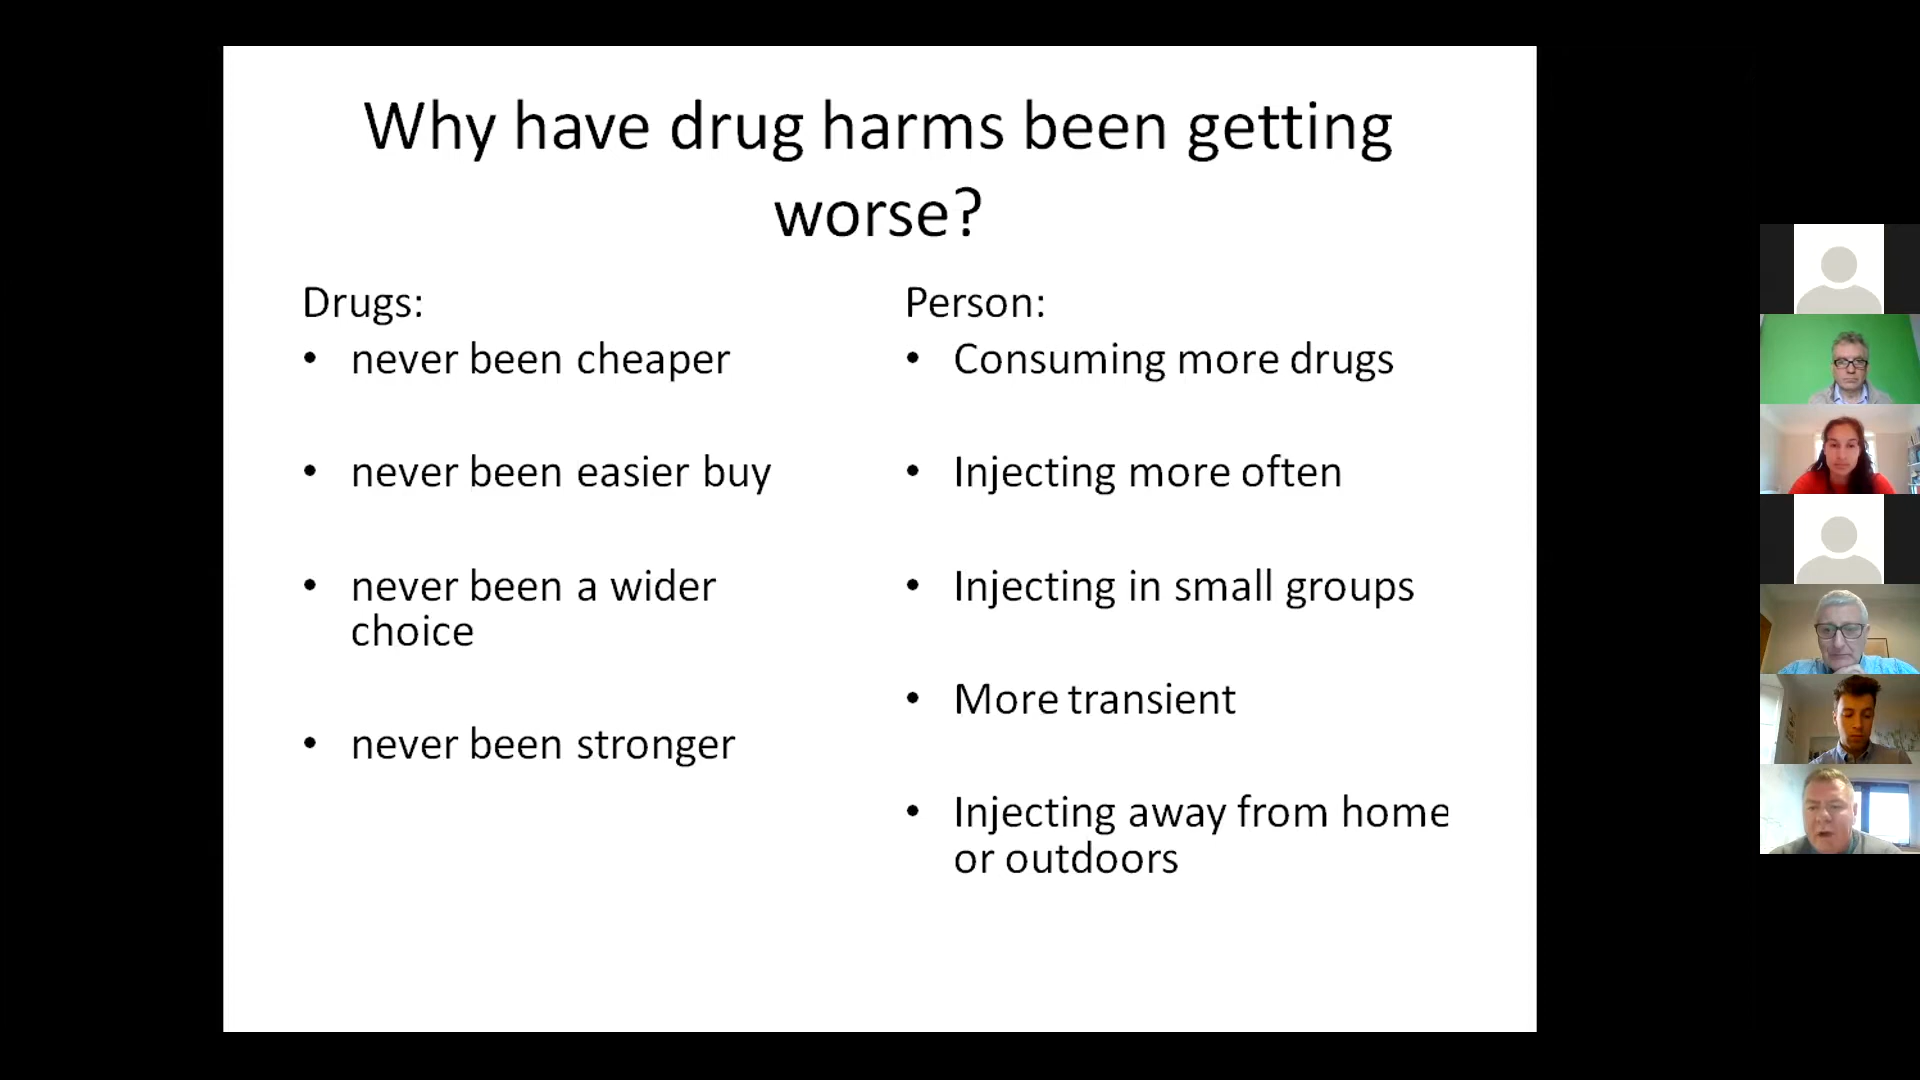 Why have drug harms been getting
worse?
Drugs:
• never been cheaper
• never been easier buy
• never been a wider
choice
• never been stronger
Person:
• Consuming more drugs
• Injecting more often
• Injecting in small groups
• More transient
• Injecting away from home
or outdoors